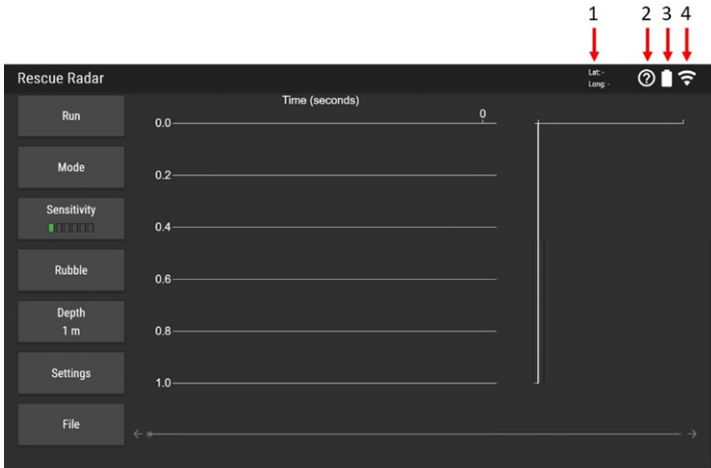 1 2 3 4
Rescue Radar
Lat: -
Long: -
Run
Mode
Sensitivity
Rubble
Depth
1 m
Settings
File
Time (seconds)
0
0.0
0.2
0.4
0.6
0.8
1.0